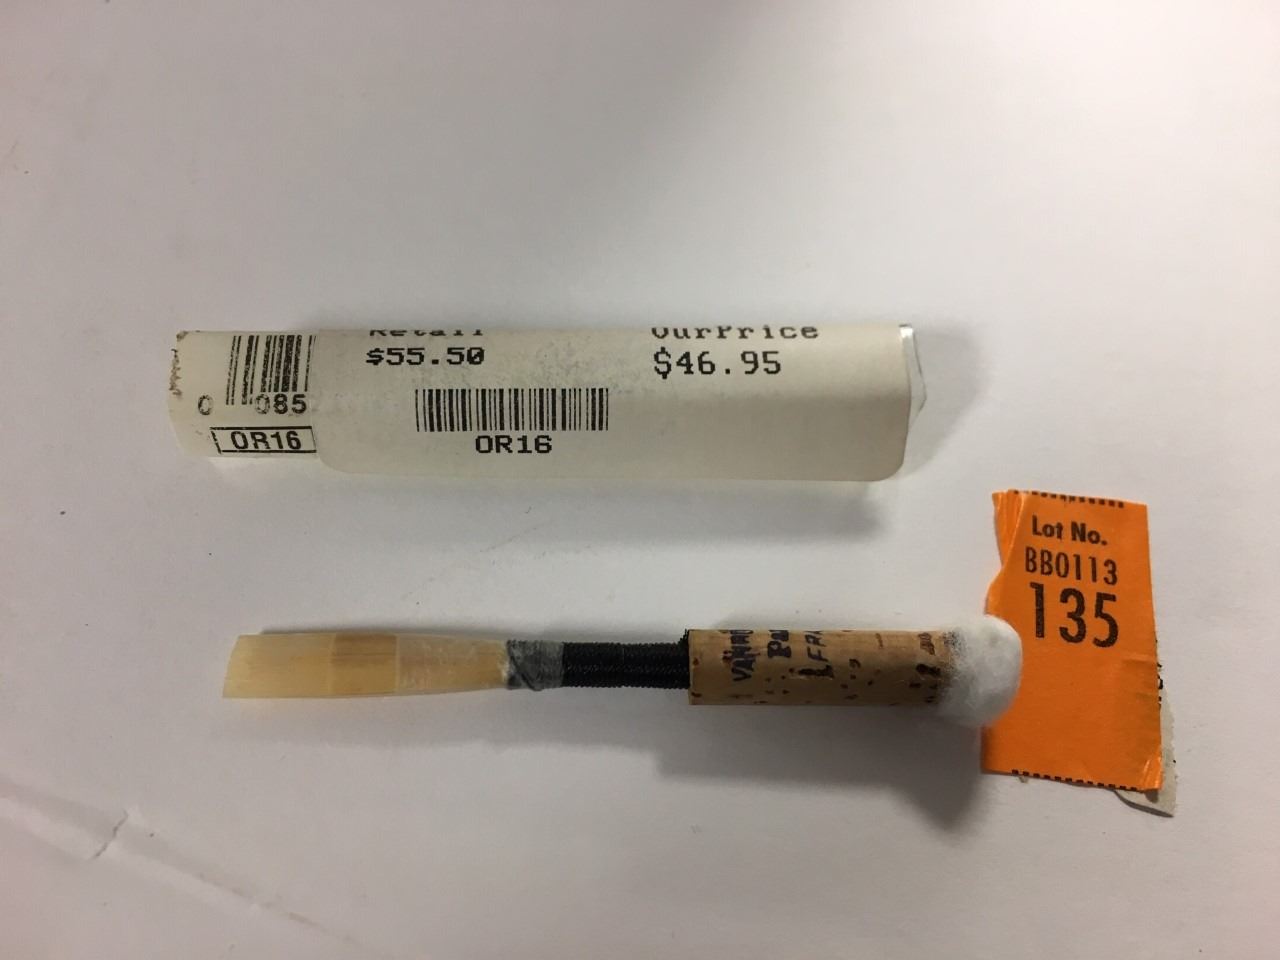 Retail OurPrice
$55.50 $46.95
0 085
OR16
OR16
Lot No.
BB0113
135